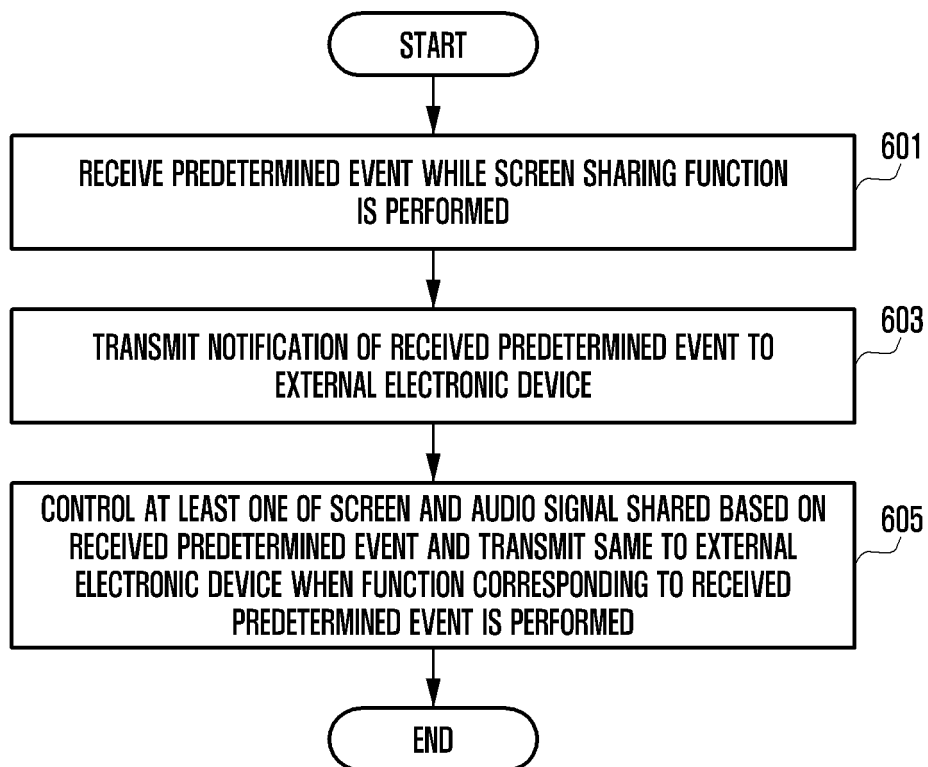 START
RECEIVE PREDETERMINED EVENT WHILE SCREEN SHARING FUNCTION
IS PERFORMED
601
TRANSMIT NOTIFICATION OF RECEIVED PREDETERMINED EVENT TO
EXTERNAL ELECTRONIC DEVICE
603
CONTROL AT LEAST ONE OF SCREEN AND AUDIO SIGNAL SHARED BASED ON
RECEIVED PREDETERMINED EVENT AND TRANSMIT SAME TO EXTERNAL
ELECTRONIC DEVICE WHEN FUNCTION CORRESPONDING TO RECEIVED
PREDETERMINED EVENT IS PERFORMED
605
END